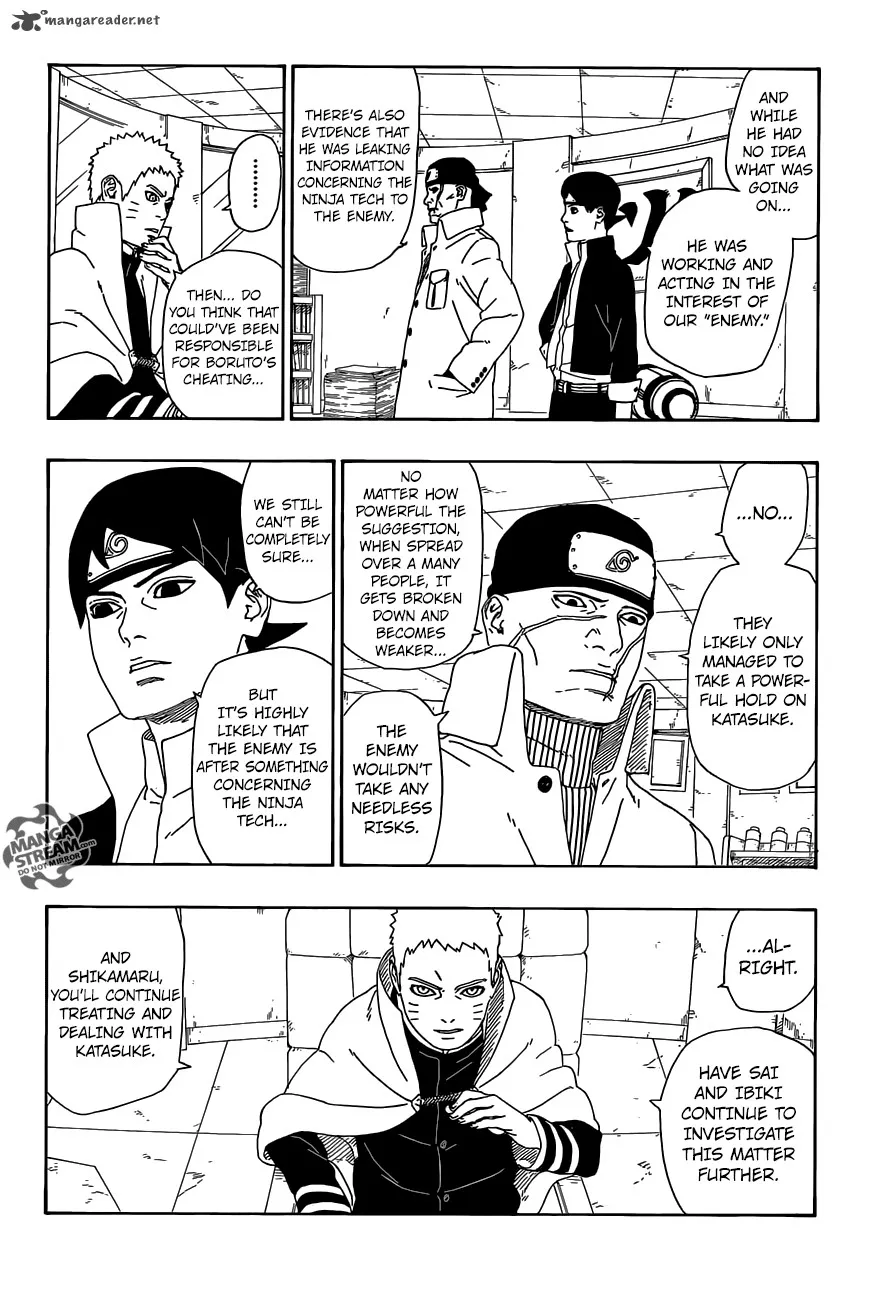 mangareader.net
AND
WHILE
HE HAD
NO IDEA
WHAT WAS
GOING
ON...
HE WAS
WORKING AND
ACTING IN THE
INTEREST OF
OUR "ENEMY."
THERE'S ALSO
EVIDENCE THAT
HE WAS LEAKING
INFORMATION
CONCERNING THE
NINJA TECH TO
THE ENEMY.
........
THEN... DO
YOU THINK THAT
COULD'VE BEEN
RESPONSIBLE
FOR BORUTO'S
CHEATING...
...NO...
THEY
LIKELY ONLY
MANAGED TO
TAKE A POWER-
FUL HOLD ON
KATASUKE.
NO
MATTER HOW
POWERFUL THE
SUGGESTION,
WHEN SPREAD
OVER A MANY
PEOPLE, IT
GETS BROKEN
DOWN AND
BECOMES
WEAKER...
THE
ENEMY
WOULDN'T
TAKE ANY
NEEDLESS
RISKS.
WE STILL
CAN'T BE
COMPLETELY
SURE...
BUT
IT'S HIGHLY
LIKELY THAT
THE ENEMY IS
AFTER SOMETHING
CONCERNING
THE NINJA
TECH...
MANGA
STREAM.com
DO NOT MIRROR
...AL-
RIGHT.
HAVE SAI
AND IBIKI
CONTINUE TO
INVESTIGATE
THIS MATTER
FURTHER.
AND
SHIKAMARU,
YOU'LL CONTINUE
TREATING AND
DEALING WITH
KATASUKE.